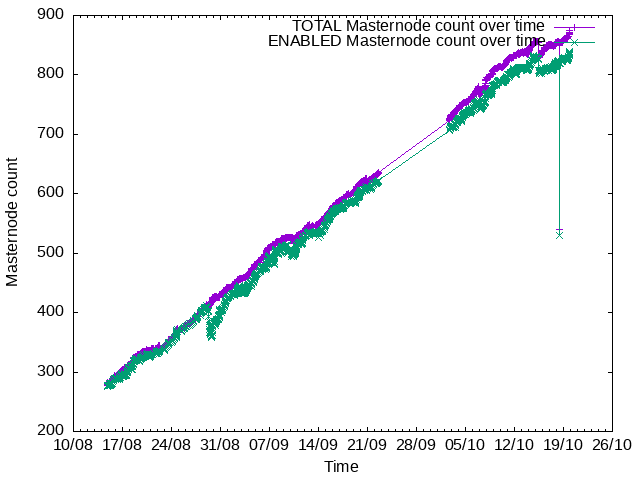 TOTAL Masternode count over time
ENABLED Masternode count over time
900
800
700
600
500
400
300
200
Masternode count
10/08 17/08 24/08 31/08 07/09 14/09 21/09 28/09 05/10 12/10 19/10 26/10
Time